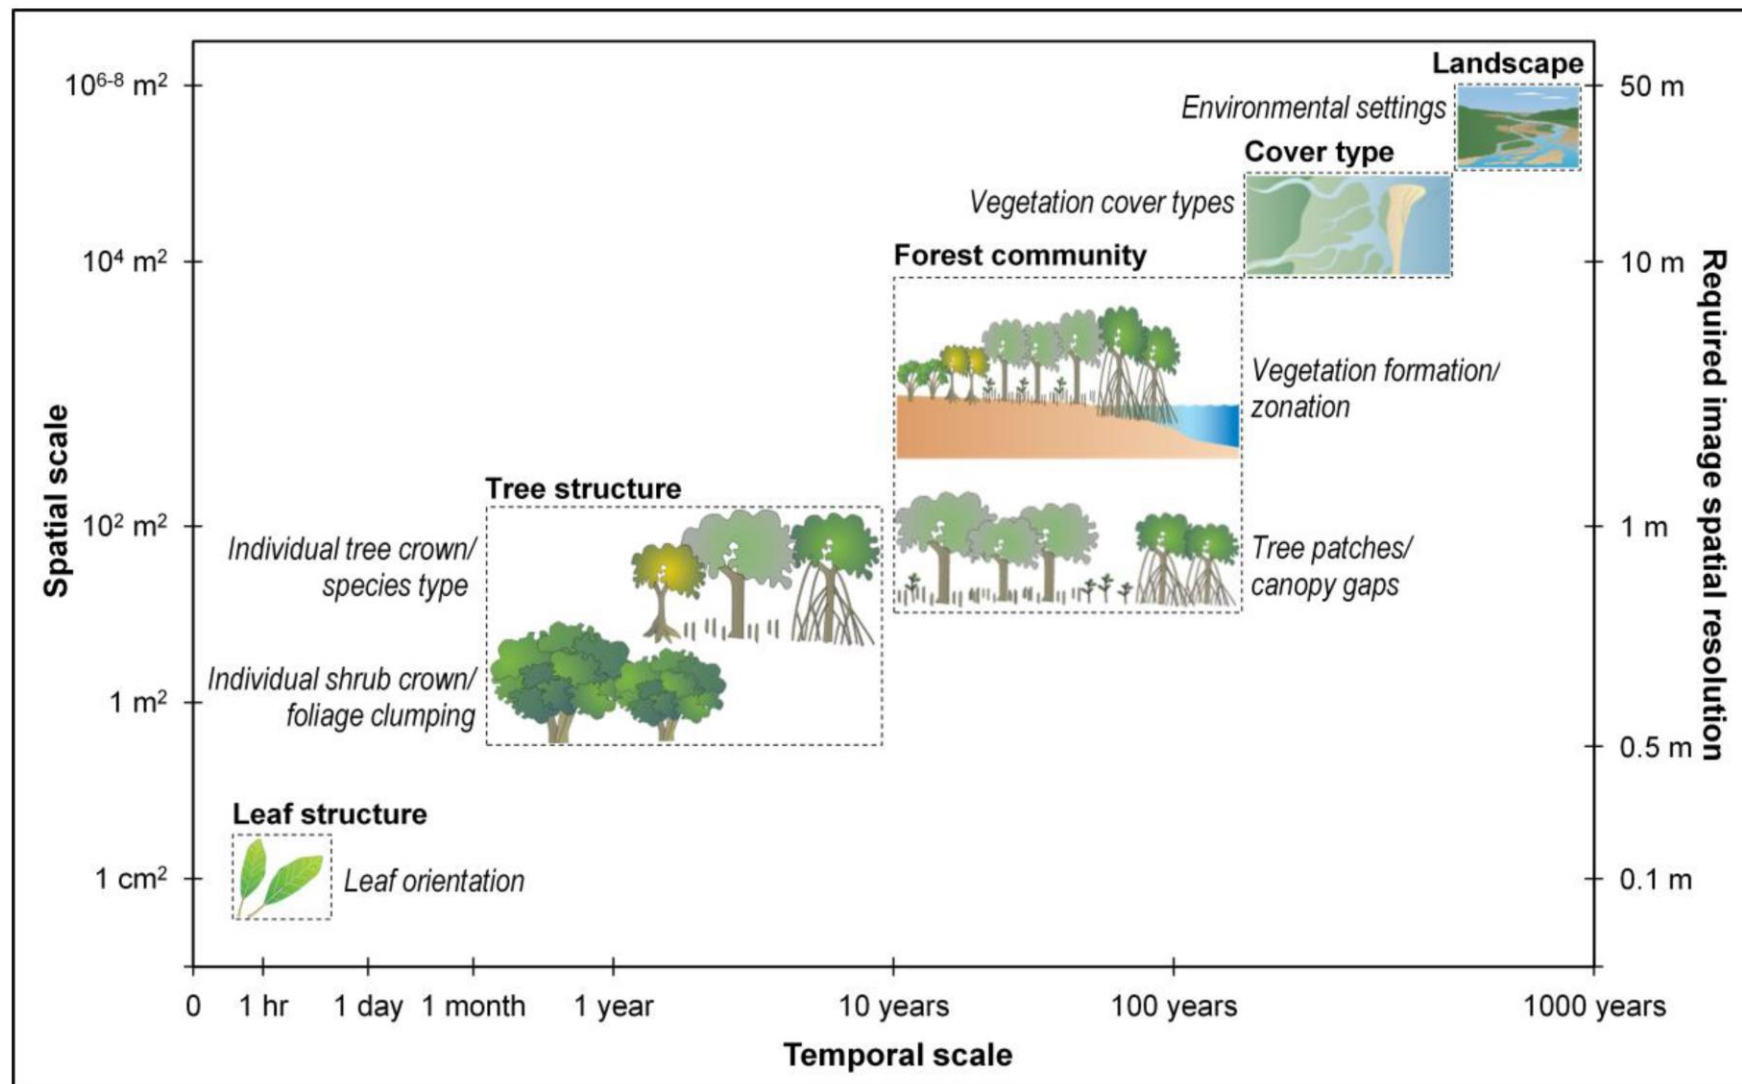 Landscape
10⁶⁻⁸ m²
50 m
Environmental settings
Cover type
Vegetation cover types
Forest community
10⁴ m²
10 m
Vegetation formation/
zonation
Tree structure
10² m²
1 m
Individual tree crown/
species type
Tree patches/
canopy gaps
Individual shrub crown/
foliage clumping
1 m²
0.5 m
Leaf structure
1 cm²
Leaf orientation
0.1 m
Spatial scale
Required image spatial resolution
0 1 hr 1 day 1 month 1 year 10 years 100 years 1000 years
Temporal scale